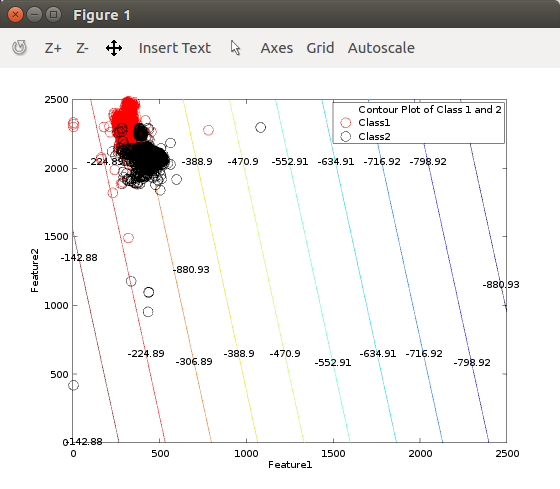 Figure 1
Z+ Z- Insert Text Axes Grid Autoscale
2500
Contour Plot of Class 1 and 2
Class1
Class2
2000
-224.89 -388.9 -470.9 -552.91 -634.91 -716.92 -798.92
1500
-142.88
-880.93
-880.93
Feature2
1000
-224.89 -306.89 -388.9 -470.9 -552.91 -634.91 -716.92 -798.92
500
0
-142.88
0 500 1000 1500 2000 2500
Feature1